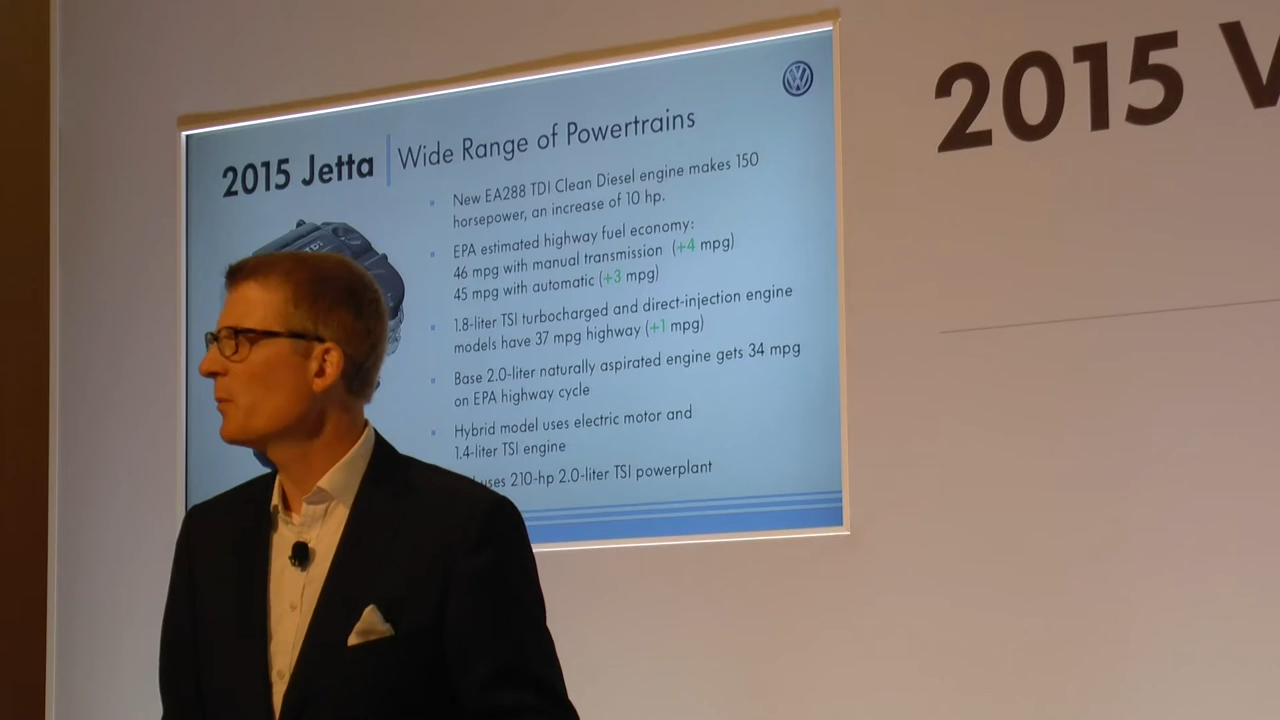 2015 V
2015 Jetta | Wide Range of Powertrains
New EA288 TDI Clean Diesel engine makes 150
horsepower, an increase of 10 hp.
EPA estimated highway fuel economy:
46 mpg with manual transmission (+4 mpg)
45 mpg with automatic (+3 mpg)
1.8-liter TSI turbocharged and direct-injection engine
models have 37 mpg highway (+1 mpg)
Base 2.0-liter naturally aspirated engine gets 34 mpg
on EPA highway cycle
Hybrid model uses electric motor and
1.4-liter TSI engine
uses 210-hp 2.0-liter TSI powerplant
TDI